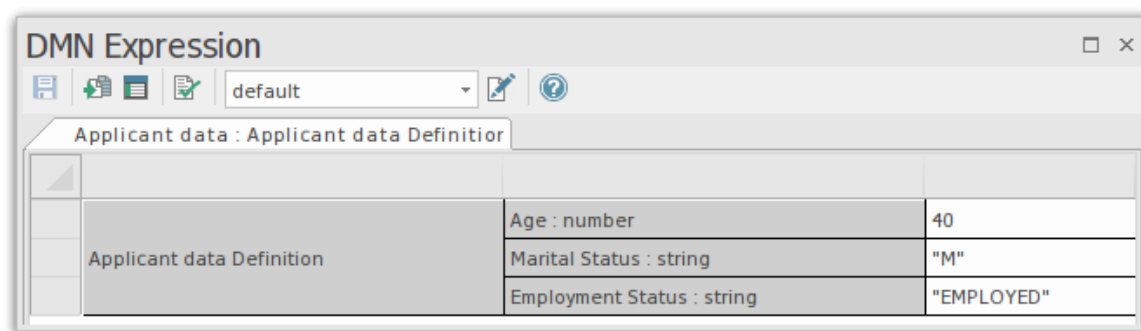 DMN Expression
default
Applicant data : Applicant data Definition
Age : number
40
Applicant data Definition
Marital Status : string
"M"
Employment Status : string
"EMPLOYED"